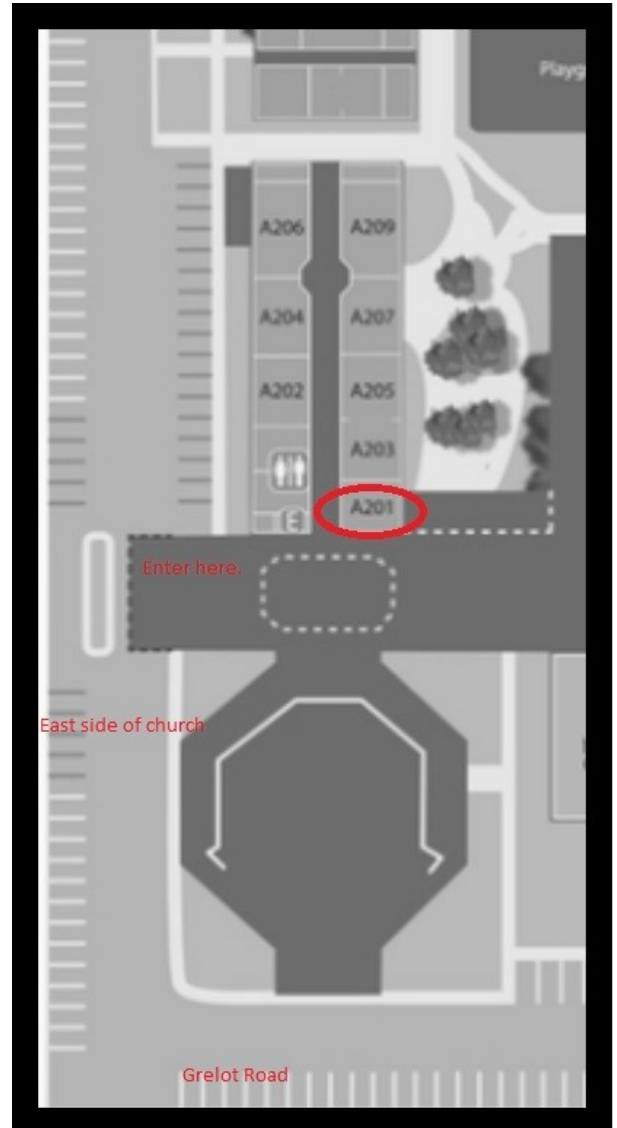 Playg
A206 A209
A204 A207
A202 A205
A203
A201
Enter here.
East side of church
Grelot Road